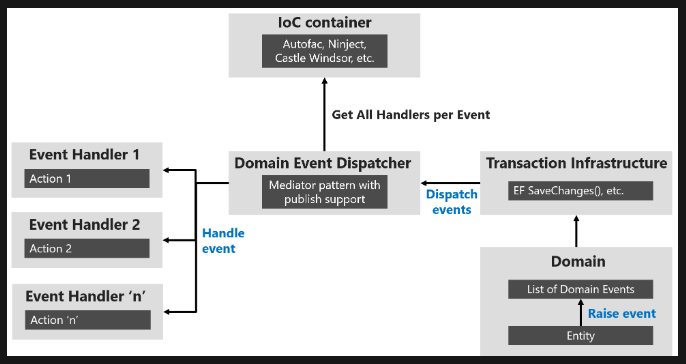 IoC container
Autofac, Ninject,
Castle Windsor, etc.
Get All Handlers per Event
Event Handler 1
Action 1
Domain Event Dispatcher
Mediator pattern with
publish support
Transaction Infrastructure
EF SaveChanges(), etc.
Dispatch
events
Event Handler 2
Action 2
Handle
event
Event Handler ‘n’
Action ‘n’
Domain
List of Domain Events
Raise event
Entity